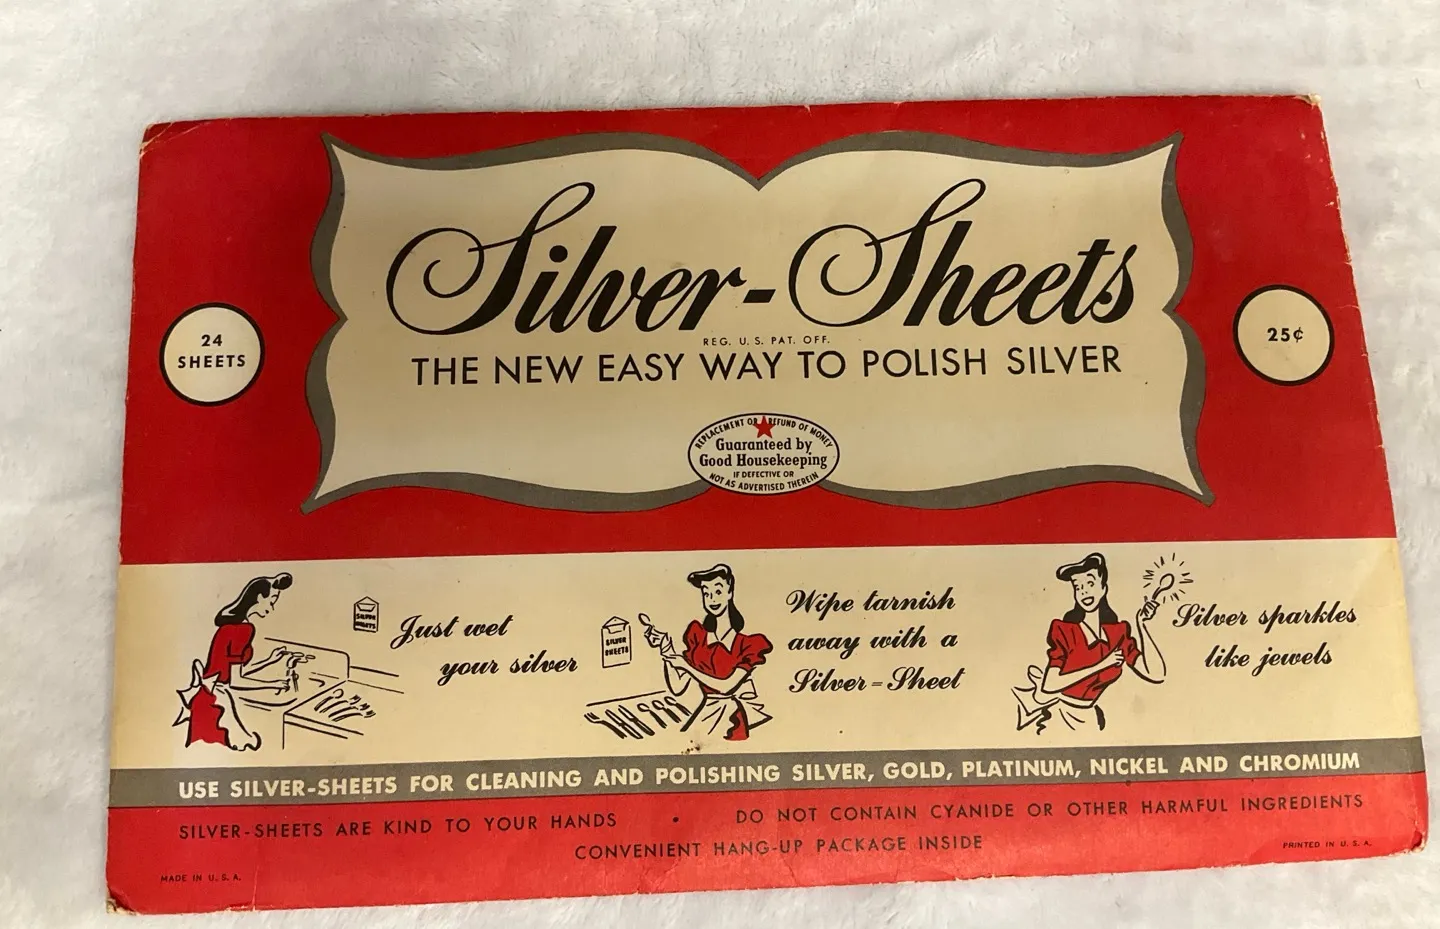 Silver-Sheets
REG. U. S. PAT. OFF.
THE NEW EASY WAY TO POLISH SILVER
24
SHEETS
25¢
REPLACEMENT OR REFUND OF MONEY
Guaranteed by
Good Housekeeping
IF DEFECTIVE OR
NOT AS ADVERTISED THEREIN
SILVER
SHEETS
Just wet
your silver
SILVER
SHEETS
Wipe tarnish
away with a
Silver-Sheet
Silver sparkles
like jewels
USE SILVER-SHEETS FOR CLEANING AND POLISHING SILVER, GOLD, PLATINUM, NICKEL AND CHROMIUM
SILVER-SHEETS ARE KIND TO YOUR HANDS • DO NOT CONTAIN CYANIDE OR OTHER HARMFUL INGREDIENTS
CONVENIENT HANG-UP PACKAGE INSIDE
MADE IN U. S. A.
PRINTED IN U. S. A.